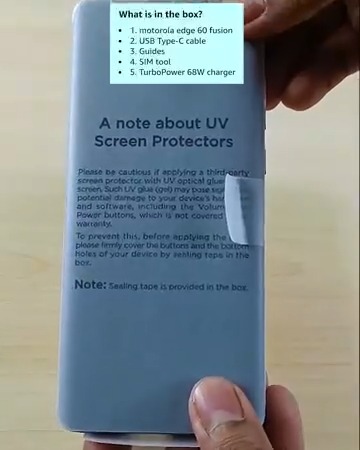 What is in the box?
• 1. motorola edge 60 fusion
• 2. USB Type-C cable
• 3. Guides
• 4. SIM tool
• 5. TurboPower 68W charger
A note about UV
Screen Protectors
Please be cautious if applying a third-party
screen protector with UV optical glue
screen. Such UV glue (gel) may pose
potential damage to your device's
and software, including the Volume
Power buttons, which is not covered
warranty.
To prevent this, before applying the
please firmly cover the buttons and the bottom
holes of your device by sealing tape in the
box.
Note: Sealing tape is provided in the box.